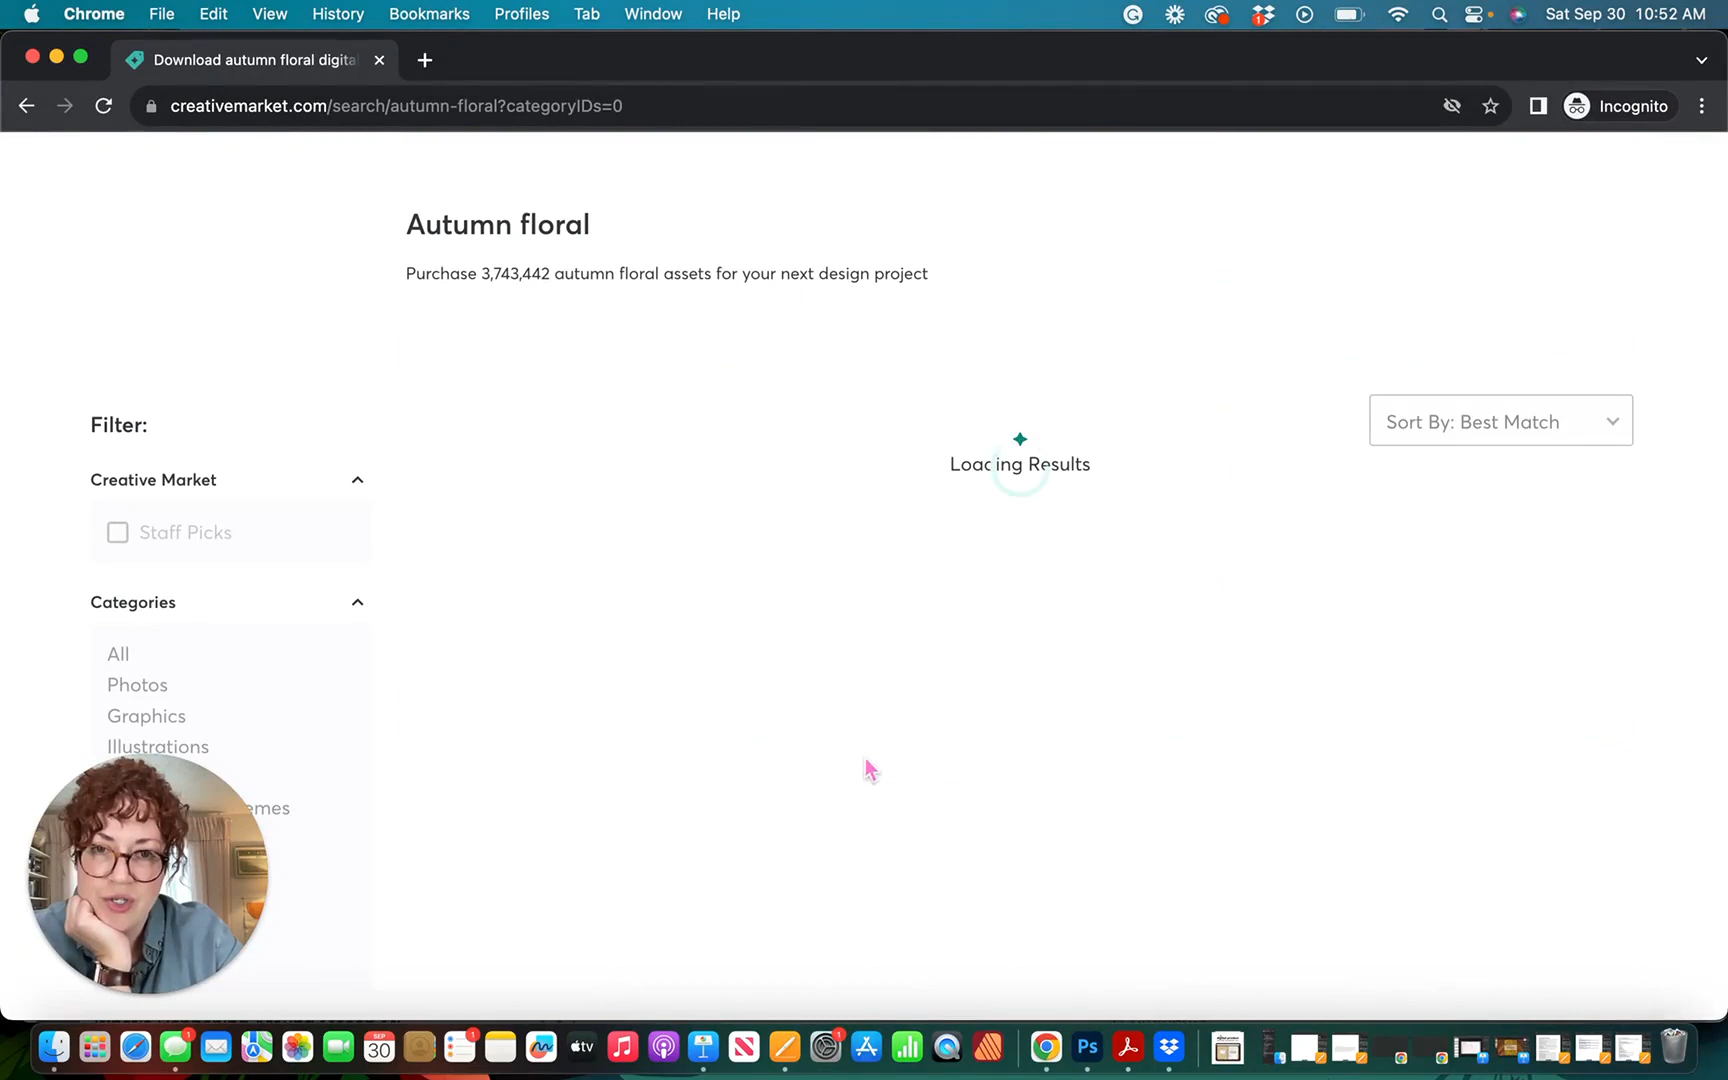 Chrome File Edit View History Bookmarks Profiles Tab Window Help Sat Sep 30 10:52 AM
Download autumn floral digita
creativemarket.com/search/autumn-floral?categoryIDs=0 Incognito
Autumn floral
Purchase 3,743,442 autumn floral assets for your next design project
Filter:
Sort By: Best Match
Loading Results
Creative Market
Staff Picks
Categories
All
Photos
Graphics
Illustrations
emes
SEP
30
tv
Ps